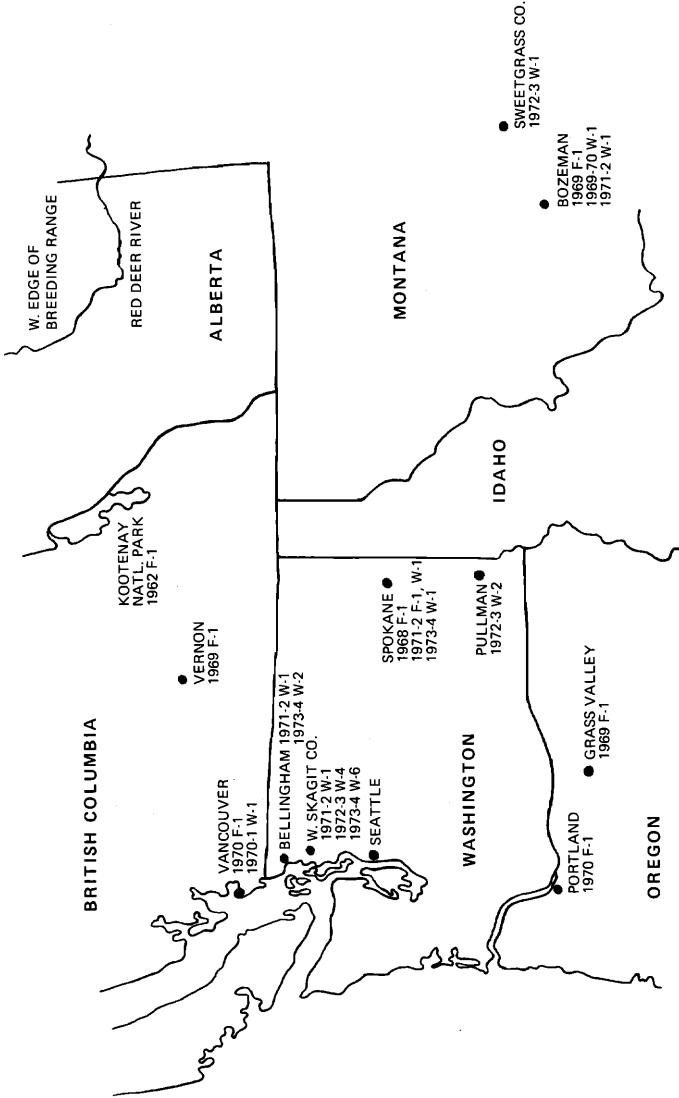 W. EDGE OF
BREEDING RANGE
RED DEER RIVER
ALBERTA
BRITISH COLUMBIA
KOOTENAY
NATL. PARK
1962 F-1
VERNON
1969 F-1
VANCOUVER
1970 F-1
1970-1 W-1
BELLINGHAM 1971-2 W-1
1973-4 W-2
W. SKAGIT CO.
1971-2 W-1
1972-3 W-4
1973-4 W-6
SEATTLE
WASHINGTON
SPOKANE
1968 F-1
1971-2 F-1, W-1
1973-4 W-1
PULLMAN
1972-3 W-2
IDAHO
MONTANA
SWEETGRASS CO.
1972-3 W-1
BOZEMAN
1969 F-1
1969-70 W-1
1971-2 W-1
PORTLAND
1970 F-1
GRASS VALLEY
1969 F-1
OREGON